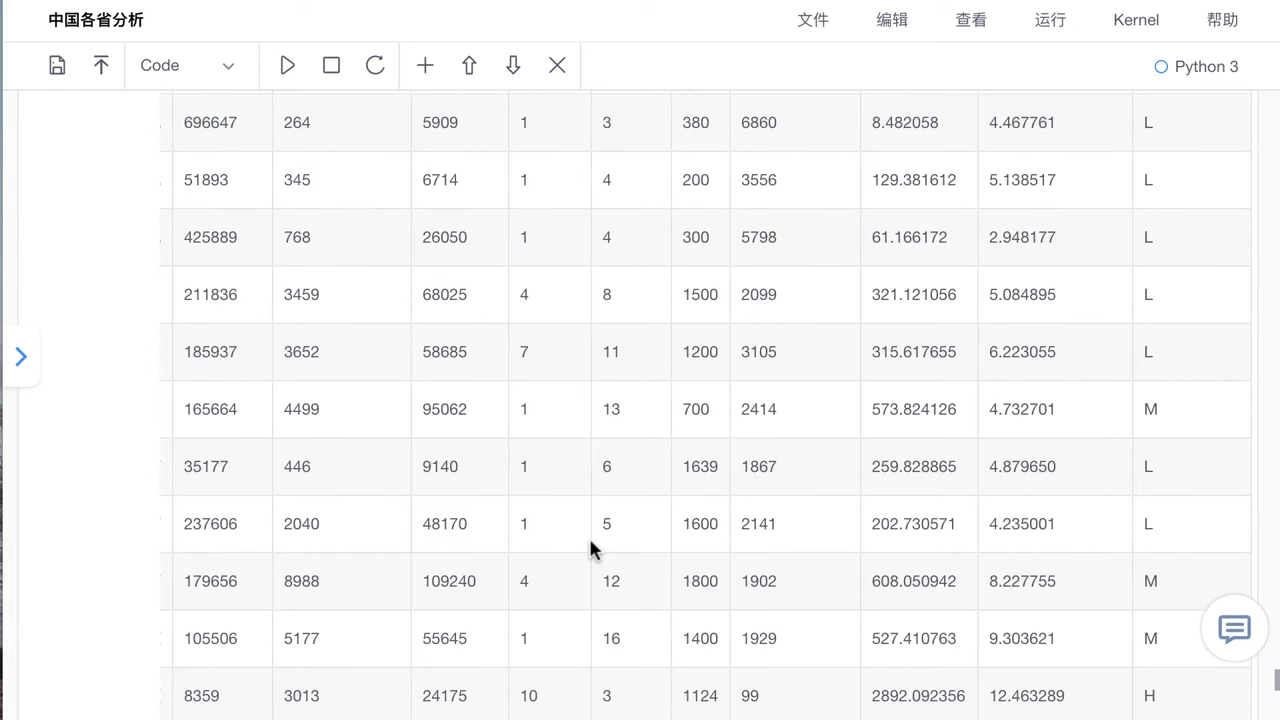 中国各省分析 文件 编辑 查看 运行 Kernel 帮助
Code Python 3
696647 264 5909 1 3 380 6860 8.482058 4.467761 L
51893 345 6714 1 4 200 3556 129.381612 5.138517 L
425889 768 26050 1 4 300 5798 61.166172 2.948177 L
211836 3459 68025 4 8 1500 2099 321.121056 5.084895 L
185937 3652 58685 7 11 1200 3105 315.617655 6.223055 L
165664 4499 95062 1 13 700 2414 573.824126 4.732701 M
35177 446 9140 1 6 1639 1867 259.828865 4.879650 L
237606 2040 48170 1 5 1600 2141 202.730571 4.235001 L
179656 8988 109240 4 12 1800 1902 608.050942 8.227755 M
105506 5177 55645 1 16 1400 1929 527.410763 9.303621 M
8359 3013 24175 10 3 1124 99 2892.092356 12.463289 H